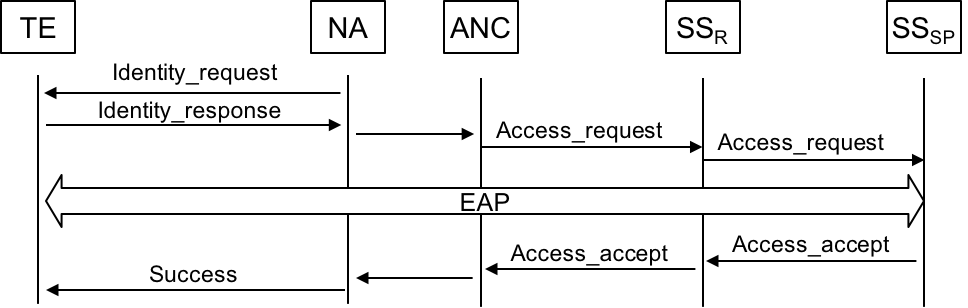 TE NA ANC SSR SSSP
Identity_request
Identity_response
Access_request
Access_request
EAP
Access_accept
Access_accept
Success